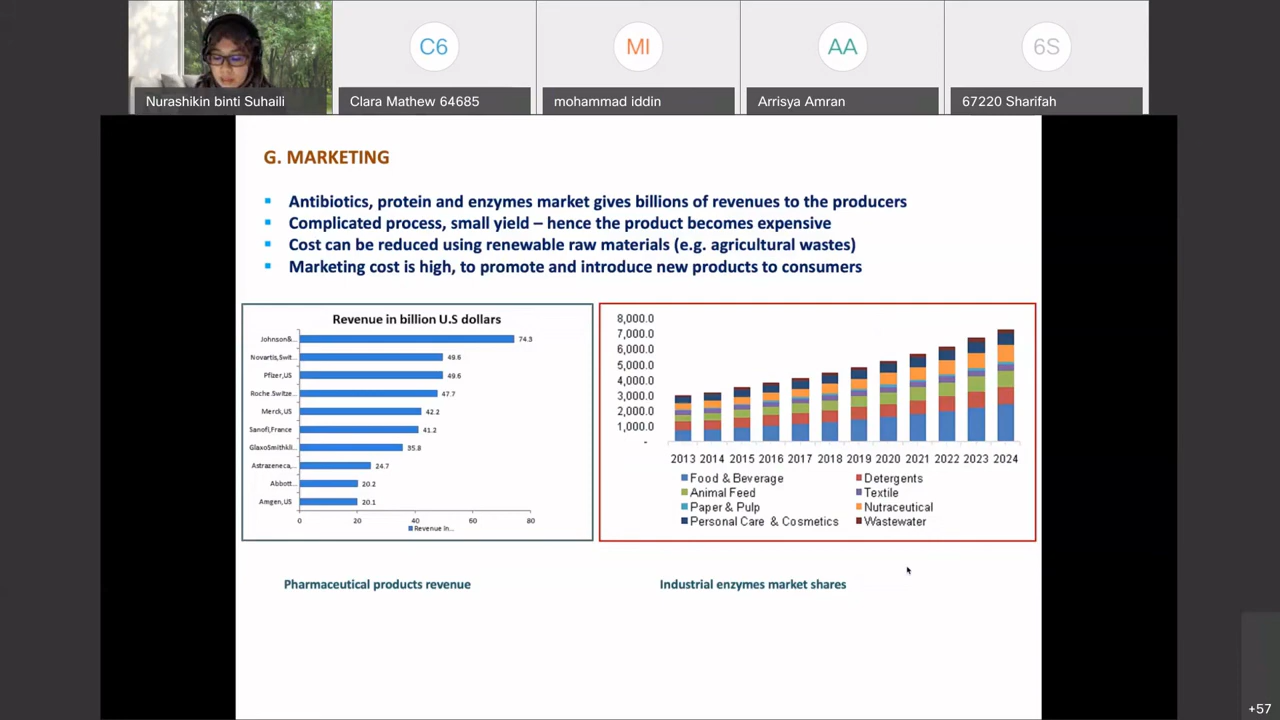 C6
MI
AA
6S
Nurashikin binti Suhaili
Clara Mathew 64685
mohammad iddin
Arrisya Amran
67220 Sharifah
G. MARKETING
Antibiotics, protein and enzymes market gives billions of revenues to the producers
Complicated process, small yield – hence the product becomes expensive
Cost can be reduced using renewable raw materials (e.g. agricultural wastes)
Marketing cost is high, to promote and introduce new products to consumers
Revenue in billion U.S dollars
Johnson&... 74.3
Novartis,Swit... 49.6
Pfizer,US 49.6
Roche Switze... 47.7
Merck,US 42.2
Sanofi,France 41.2
GlaxoSmithkli... 35.8
Astrazeneca,... 24.7
Abbott... 20.2
Amgen,US 20.1
0 20 40 60 80
Revenue in...
8,000.0
7,000.0
6,000.0
5,000.0
4,000.0
3,000.0
2,000.0
1,000.0
-
2013 2014 2015 2016 2017 2018 2019 2020 2021 2022 2023 2024
Food & Beverage Detergents
Animal Feed Textile
Paper & Pulp Nutraceutical
Personal Care & Cosmetics Wastewater
Pharmaceutical products revenue
Industrial enzymes market shares
+57